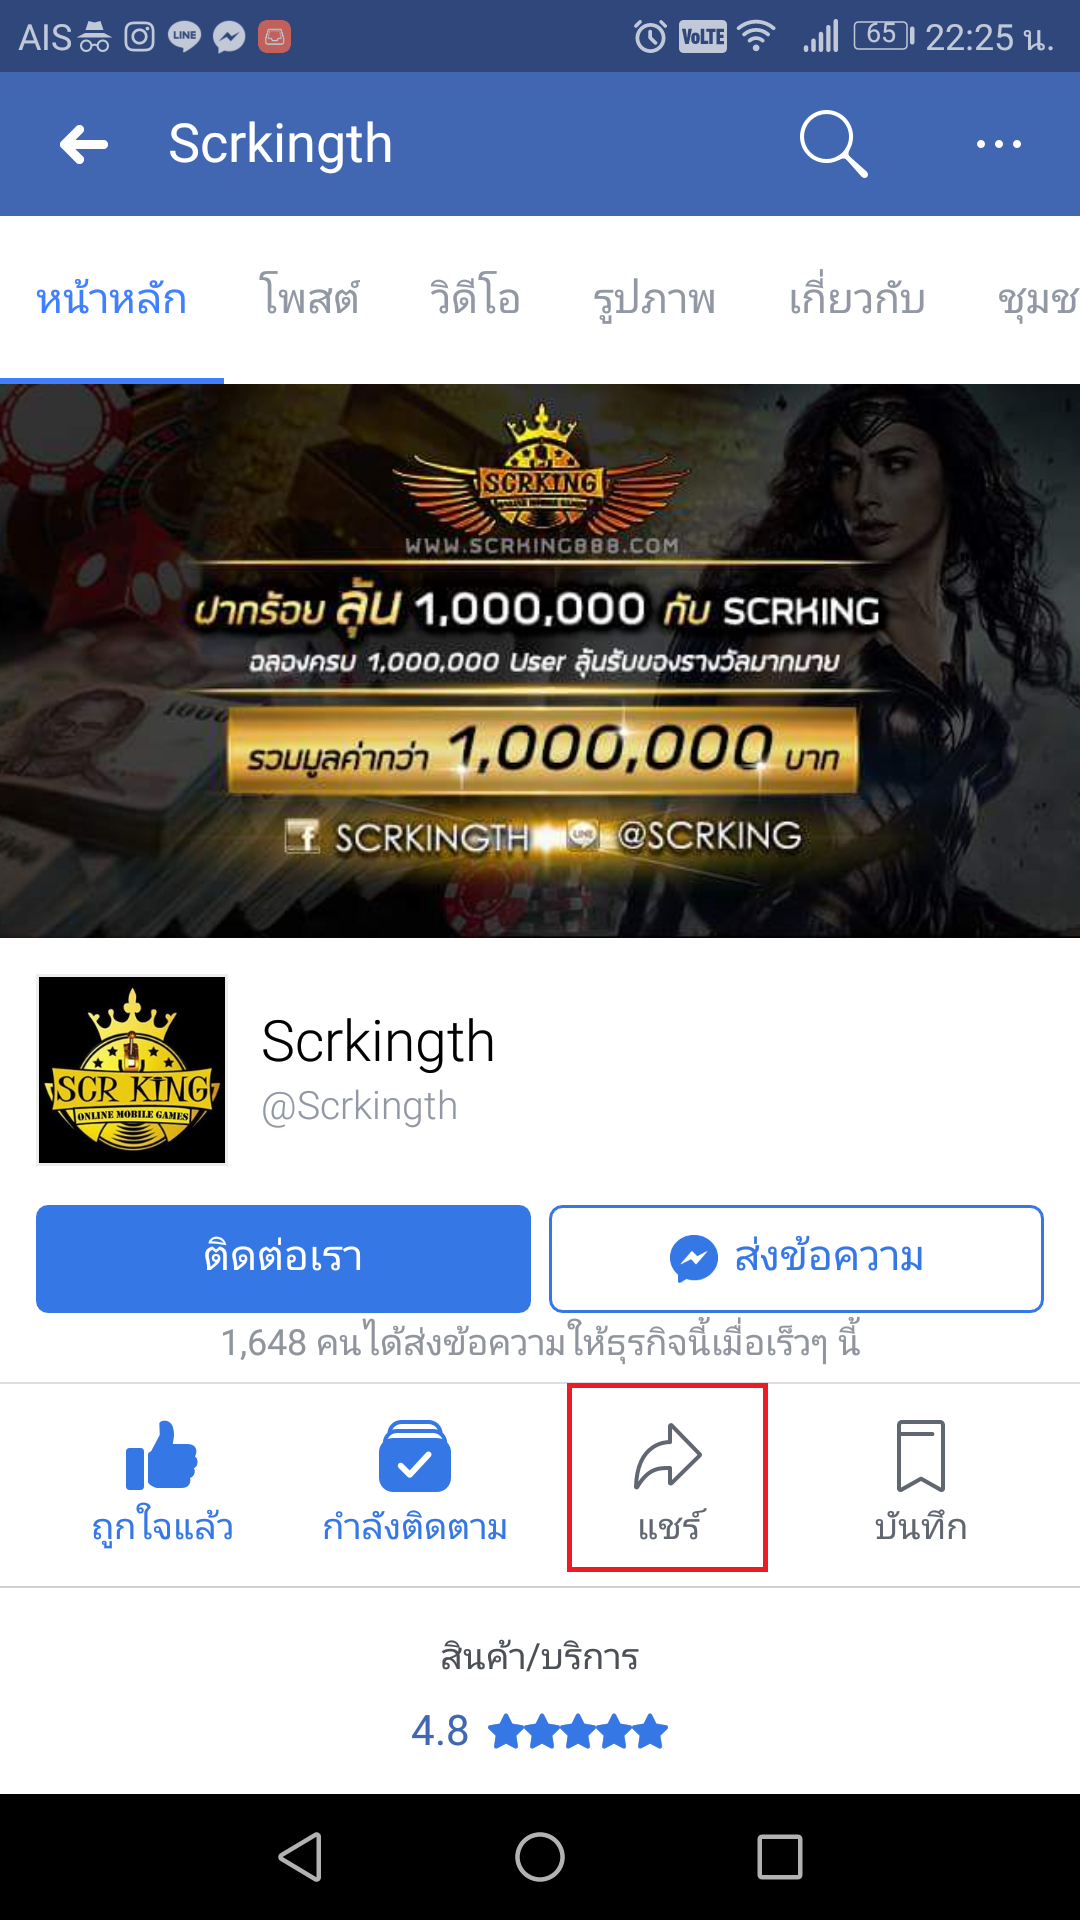 AIS LINE VoLTE 65 22:25 น.
Scrkingth
หน้าหลัก โพสต์ วิดีโอ รูปภาพ เกี่ยวกับ ชุมช
SCRKING
WWW.SCRKING888.COM
ฝากร้อย ลุ้น 1,000,000 กับ SCRKING
ฉลองครบ 1,000,000 User ลุ้นรับของรางวัลมากมาย
1000
รวมมูลค่ากว่า 1,000,000 บาท
f SCRKINGTH LINE @SCRKING
SCR KING
ONLINE MOBILE GAMES
Scrkingth
@Scrkingth
ติดต่อเรา ส่งข้อความ
1,648 คนได้ส่งข้อความให้ธุรกิจนี้เมื่อเร็วๆ นี้
ถูกใจแล้ว กำลังติดตาม แชร์ บันทึก
สินค้า/บริการ
4.8